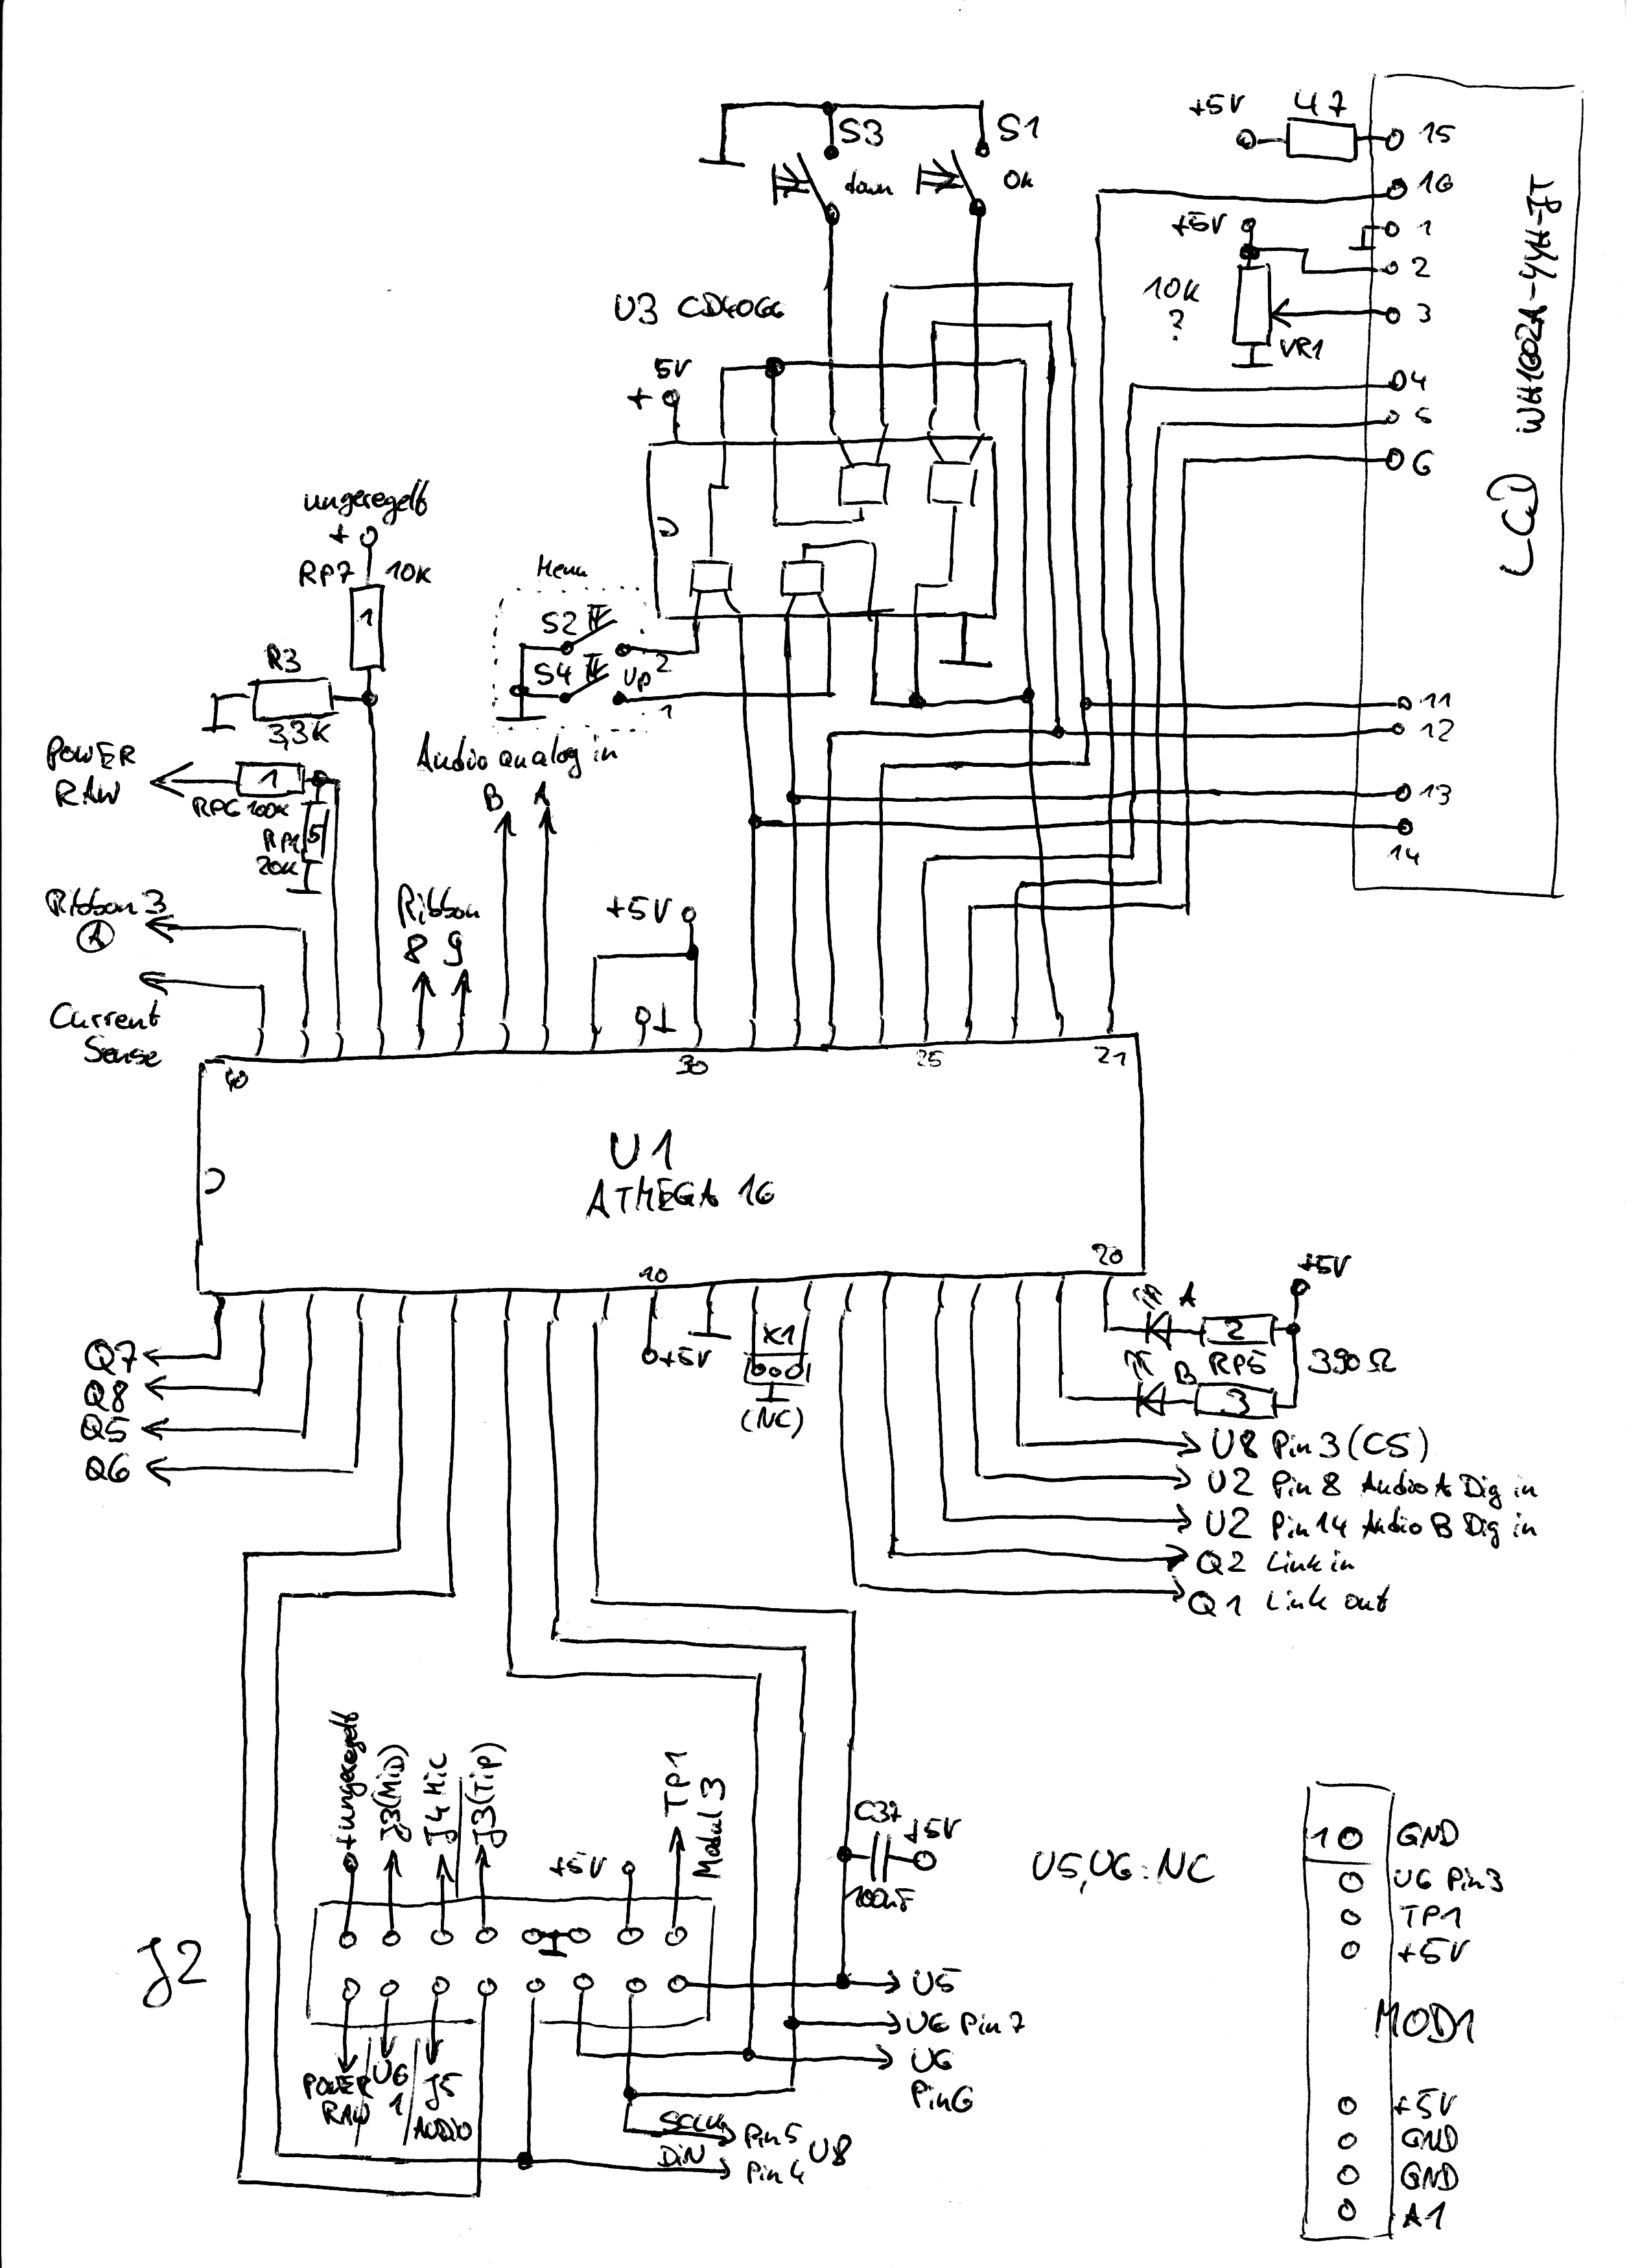 +5V
47
15
16
+5V
1
2
10K
?
3
VR1
04
5
6
LCD WH1602A-YYH-JT
11
12
13
14
S3
down
S1
Ok
U3 CD4066
5V
+
ungeregelt
+
RP7 10K
1
R3
3,3K
Menu
S2
S4
Up
2
1
POWER
RAW
1
RP6 100K
5
RP1
20K
Audio analog in
B A
Ribbon 3
A
Ribbon
8 9
+5V
Current
Sense
40
30
25
21
U1
ATMEGA 16
10
20
Q7
Q8
Q5
Q6
+5V
X1
(NC)
A
+5V
2
RP5
390Ω
B
3
U8 Pin 3 (CS)
U2 Pin 8 Audio A Dig in
U2 Pin 14 Audio B Dig in
Q2 Link in
Q1 Link out
+ungeregelt
J3(Mid)
J4 Mic
J3(Tip)
+5V
TP1
Modul 3
C37
+5V
100nF
U5, U6: NC
J2
U5
U6 Pin 7
U6
Pin 6
POWER
RAW
U6
1
J5
AUDIO
Pin 5
DIN
Pin 4
U8
1
GND
U6 Pin 3
TP1
+5V
MOD1
+5V
GND
GND
A1